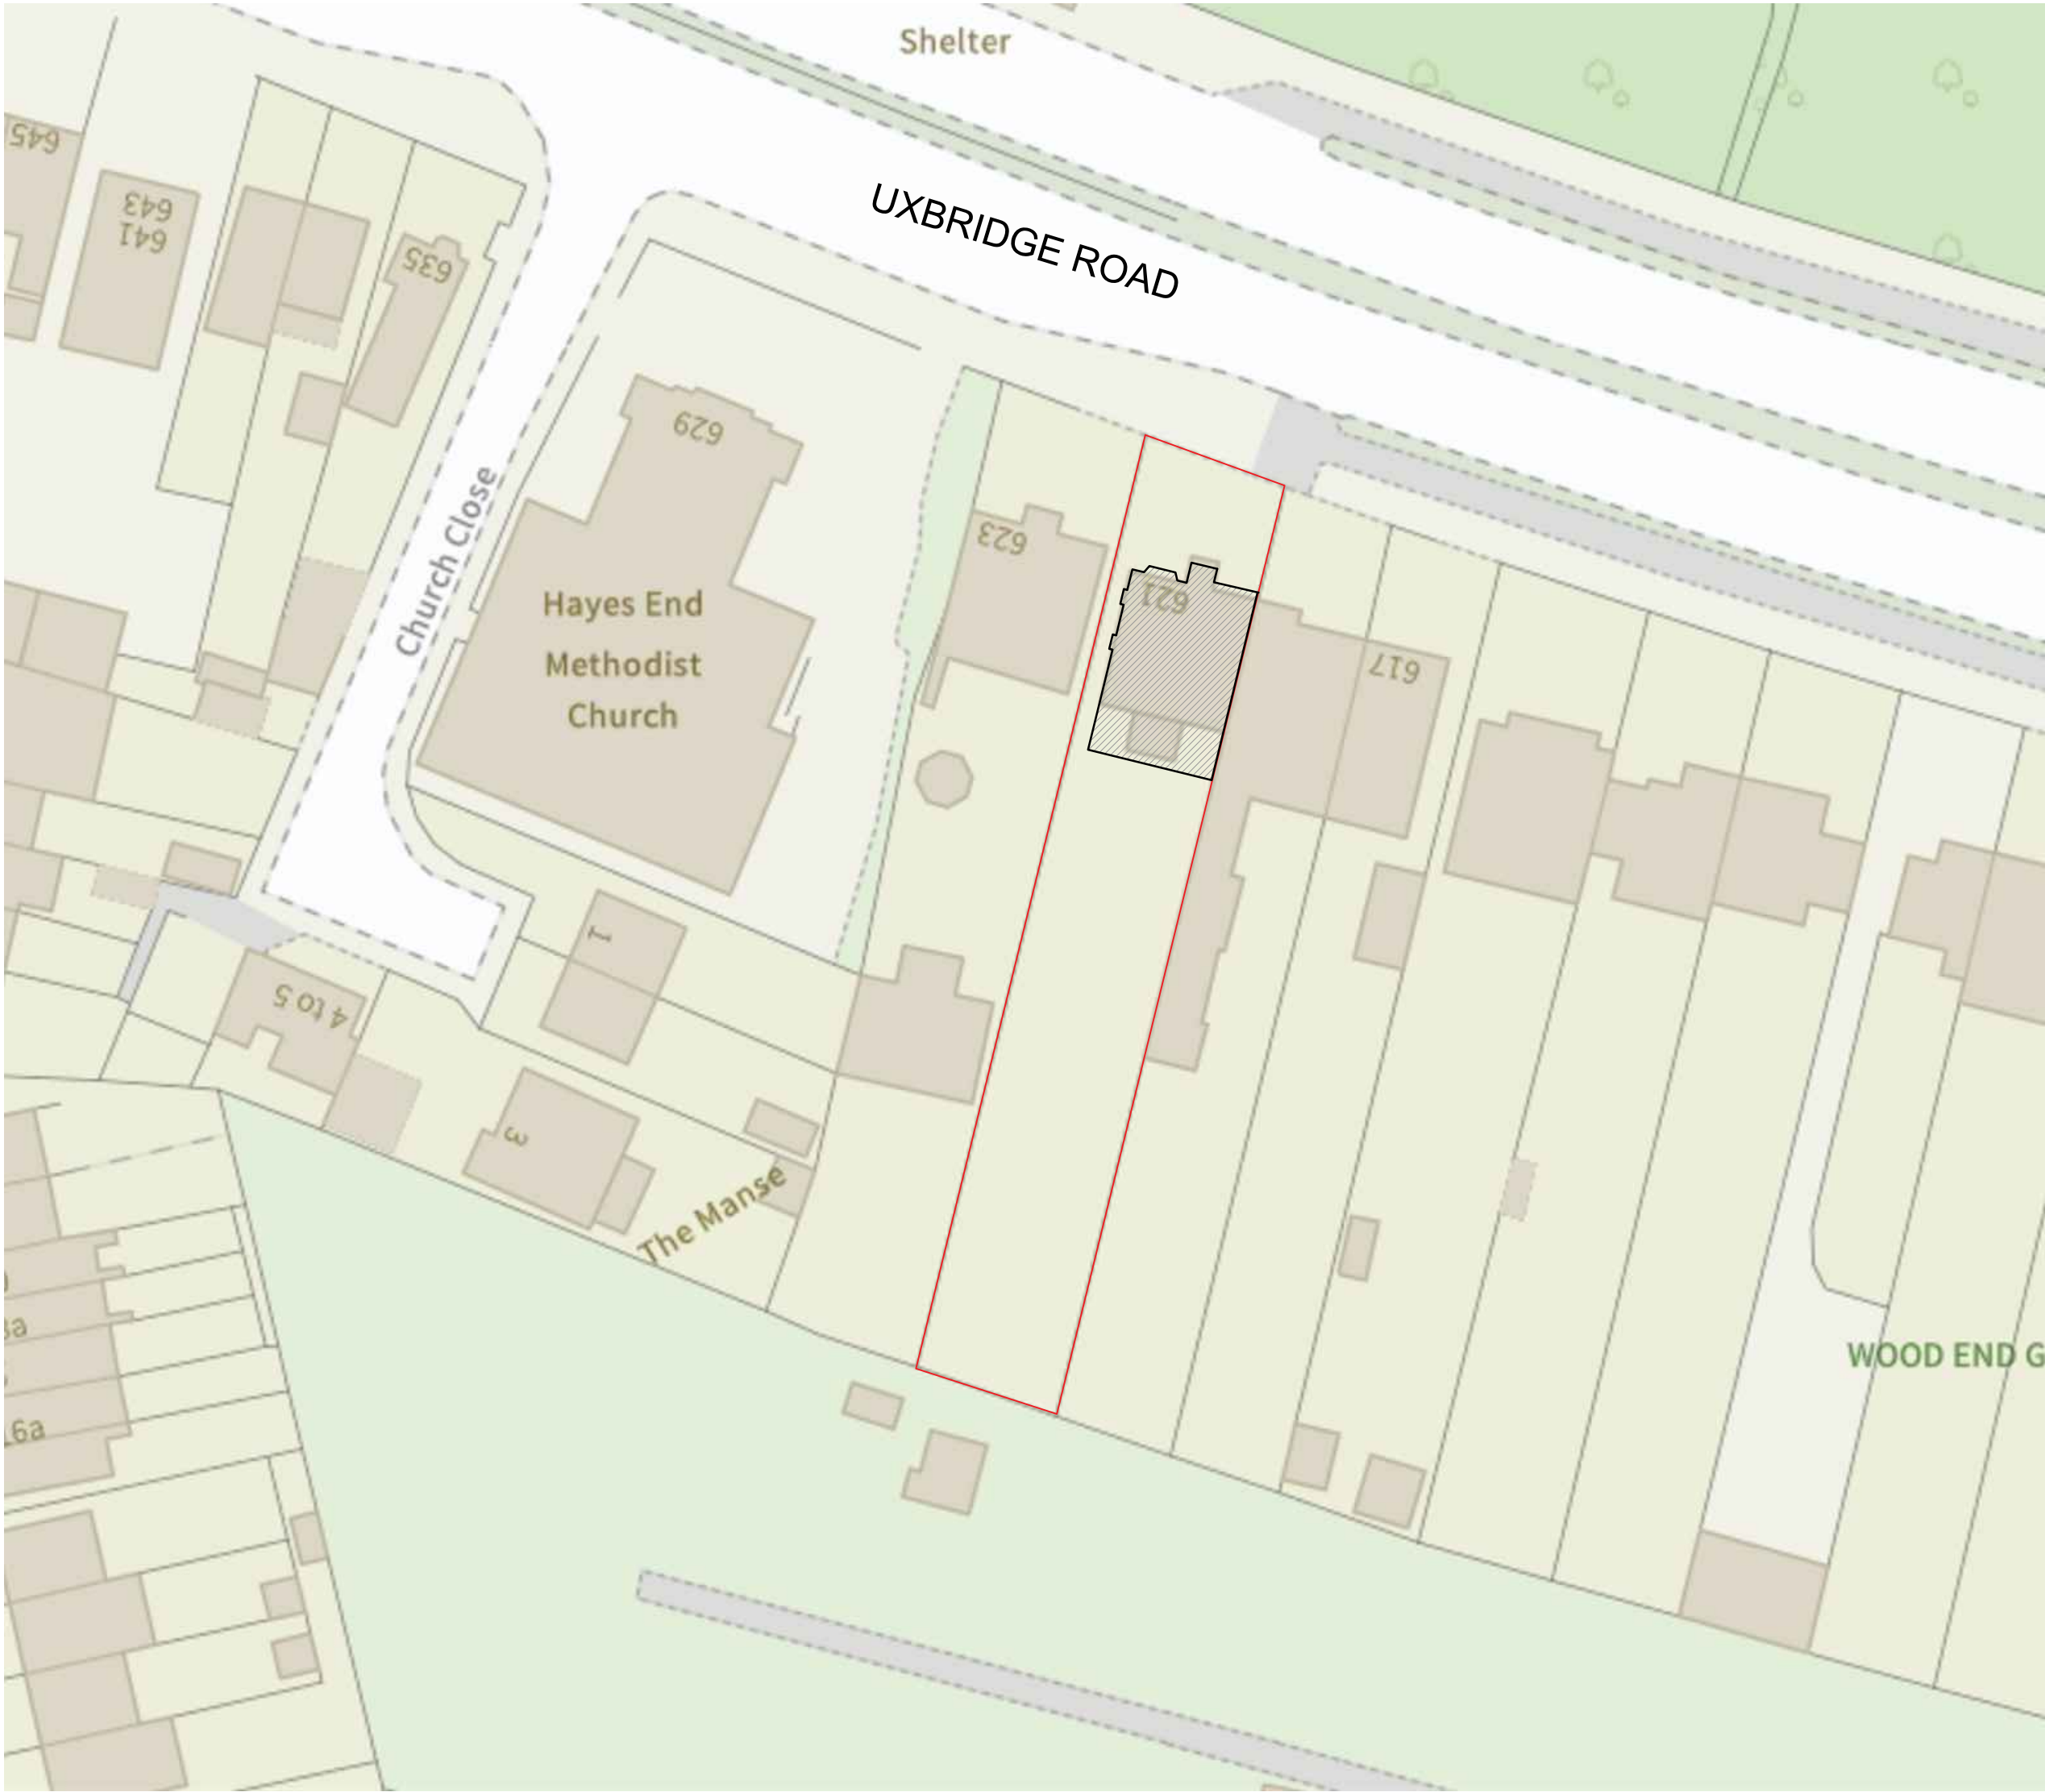 Shelter
645
643
641
635
UXBRIDGE ROAD
629
Church Close
623
621
Hayes End
Methodist
Church
617
1
4 to 5
3
The Manse
WOOD END G
16a